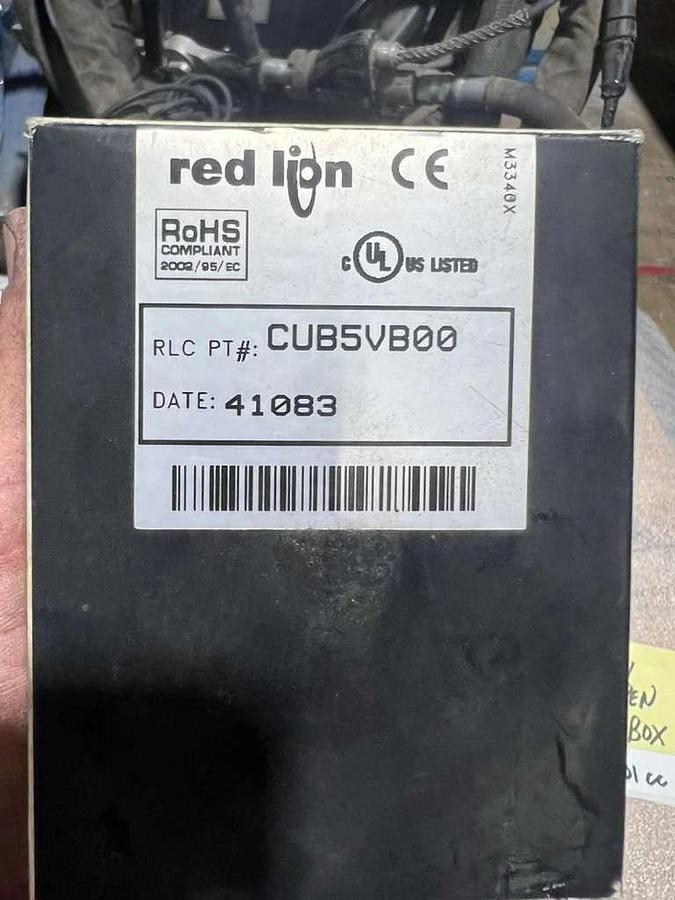 red lion CE
M3340X
RoHS
COMPLIANT
2002/95/EC
C UL US LISTED
RLC PT#: CUB5VB00
DATE: 41083
BOX